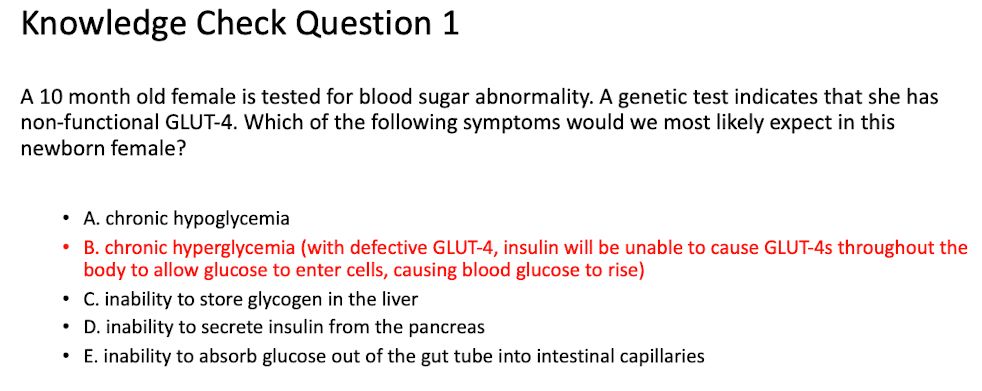 Knowledge Check Question 1
A 10 month old female is tested for blood sugar abnormality. A genetic test indicates that she has
non-functional GLUT-4. Which of the following symptoms would we most likely expect in this
newborn female?
• A. chronic hypoglycemia
• B. chronic hyperglycemia (with defective GLUT-4, insulin will be unable to cause GLUT-4s throughout the
body to allow glucose to enter cells, causing blood glucose to rise)
• C. inability to store glycogen in the liver
• D. inability to secrete insulin from the pancreas
• E. inability to absorb glucose out of the gut tube into intestinal capillaries